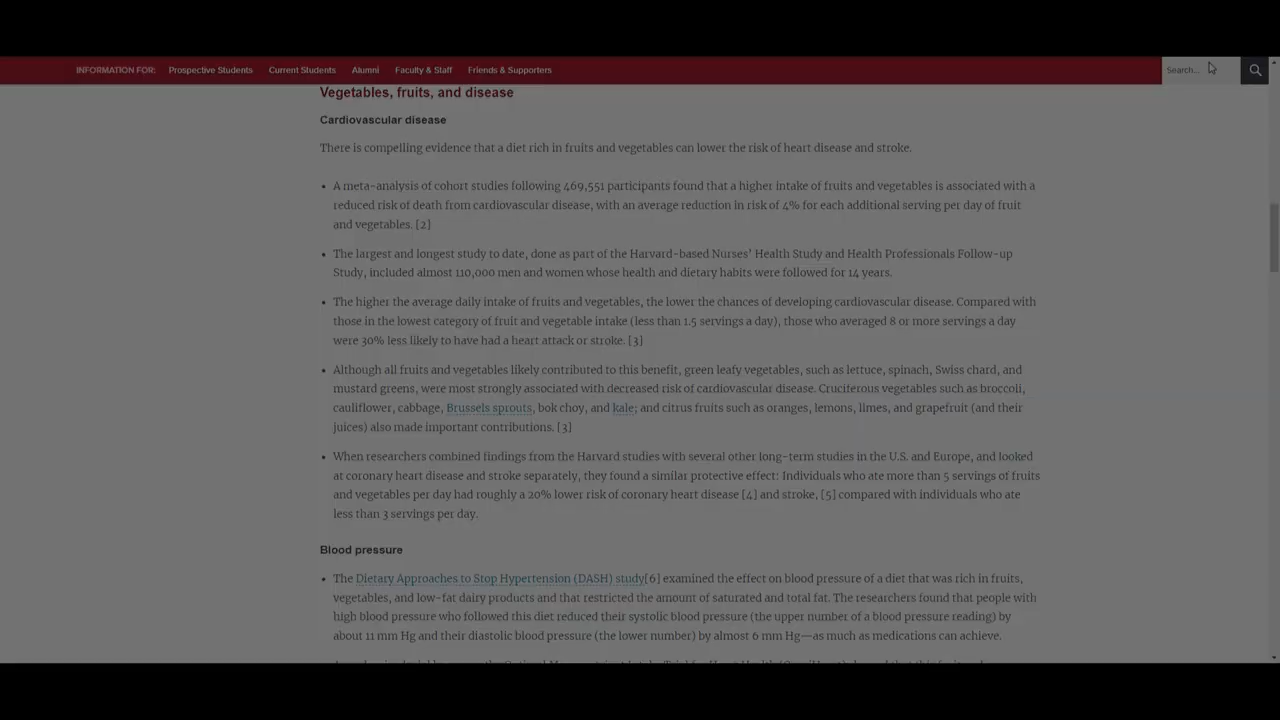 INFORMATION FOR: Prospective Students Current Students Alumni Faculty & Staff Friends & Supporters Search...
Vegetables, fruits, and disease
Cardiovascular disease
There is compelling evidence that a diet rich in fruits and vegetables can lower the risk of heart disease and stroke.
• A meta-analysis of cohort studies following 469,551 participants found that a higher intake of fruits and vegetables is associated with a
reduced risk of death from cardiovascular disease, with an average reduction in risk of 4% for each additional serving per day of fruit
and vegetables. [2]
• The largest and longest study to date, done as part of the Harvard-based Nurses' Health Study and Health Professionals Follow-up
Study, included almost 110,000 men and women whose health and dietary habits were followed for 14 years.
• The higher the average daily intake of fruits and vegetables, the lower the chances of developing cardiovascular disease. Compared with
those in the lowest category of fruit and vegetable intake (less than 1.5 servings a day), those who averaged 8 or more servings a day
were 30% less likely to have had a heart attack or stroke. [3]
• Although all fruits and vegetables likely contributed to this benefit, green leafy vegetables, such as lettuce, spinach, Swiss chard, and
mustard greens, were most strongly associated with decreased risk of cardiovascular disease. Cruciferous vegetables such as broccoli,
cauliflower, cabbage, Brussels sprouts, bok choy, and kale; and citrus fruits such as oranges, lemons, limes, and grapefruit (and their
juices) also made important contributions. [3]
• When researchers combined findings from the Harvard studies with several other long-term studies in the U.S. and Europe, and looked
at coronary heart disease and stroke separately, they found a similar protective effect: Individuals who ate more than 5 servings of fruits
and vegetables per day had roughly a 20% lower risk of coronary heart disease [4] and stroke, [5] compared with individuals who ate
less than 3 servings per day.
Blood pressure
• The Dietary Approaches to Stop Hypertension (DASH) study[6] examined the effect on blood pressure of a diet that was rich in fruits,
vegetables, and low-fat dairy products and that restricted the amount of saturated and total fat. The researchers found that people with
high blood pressure who followed this diet reduced their systolic blood pressure (the upper number of a blood pressure reading) by
about 11 mm Hg and their diastolic blood pressure (the lower number) by almost 6 mm Hg—as much as medications can achieve.